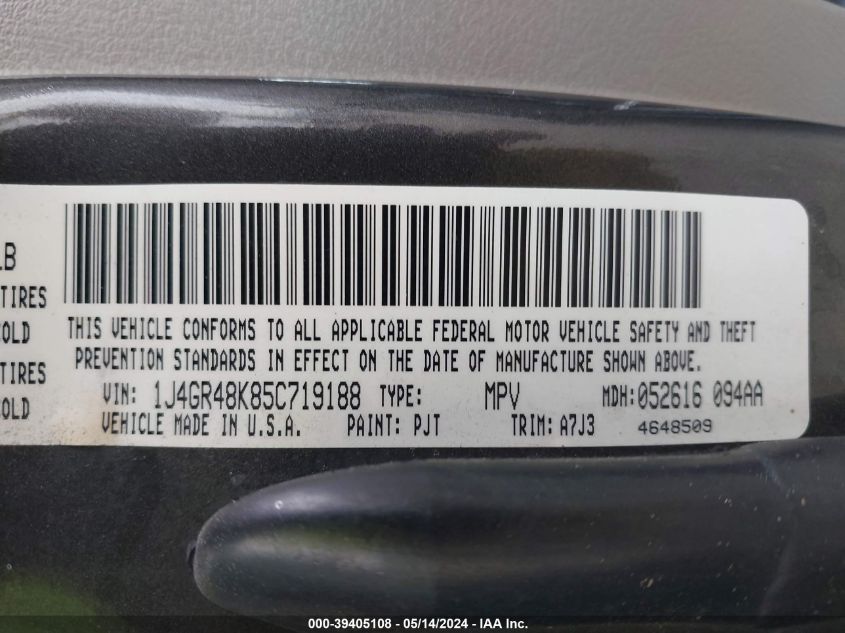 LB
TIRES
COLD
TIRES
COLD
THIS VEHICLE CONFORMS TO ALL APPLICABLE FEDERAL MOTOR VEHICLE SAFETY AND THEFT
PREVENTION STANDARDS IN EFFECT ON THE DATE OF MANUFACTURE SHOWN ABOVE.
VIN: 1J4GR48K85C719188 TYPE: MPV MDH: 052616 094AA
VEHICLE MADE IN U.S.A. PAINT: PJT TRIM: A7J3 4648509
000-39405108 - 05/14/2024 - IAA Inc.